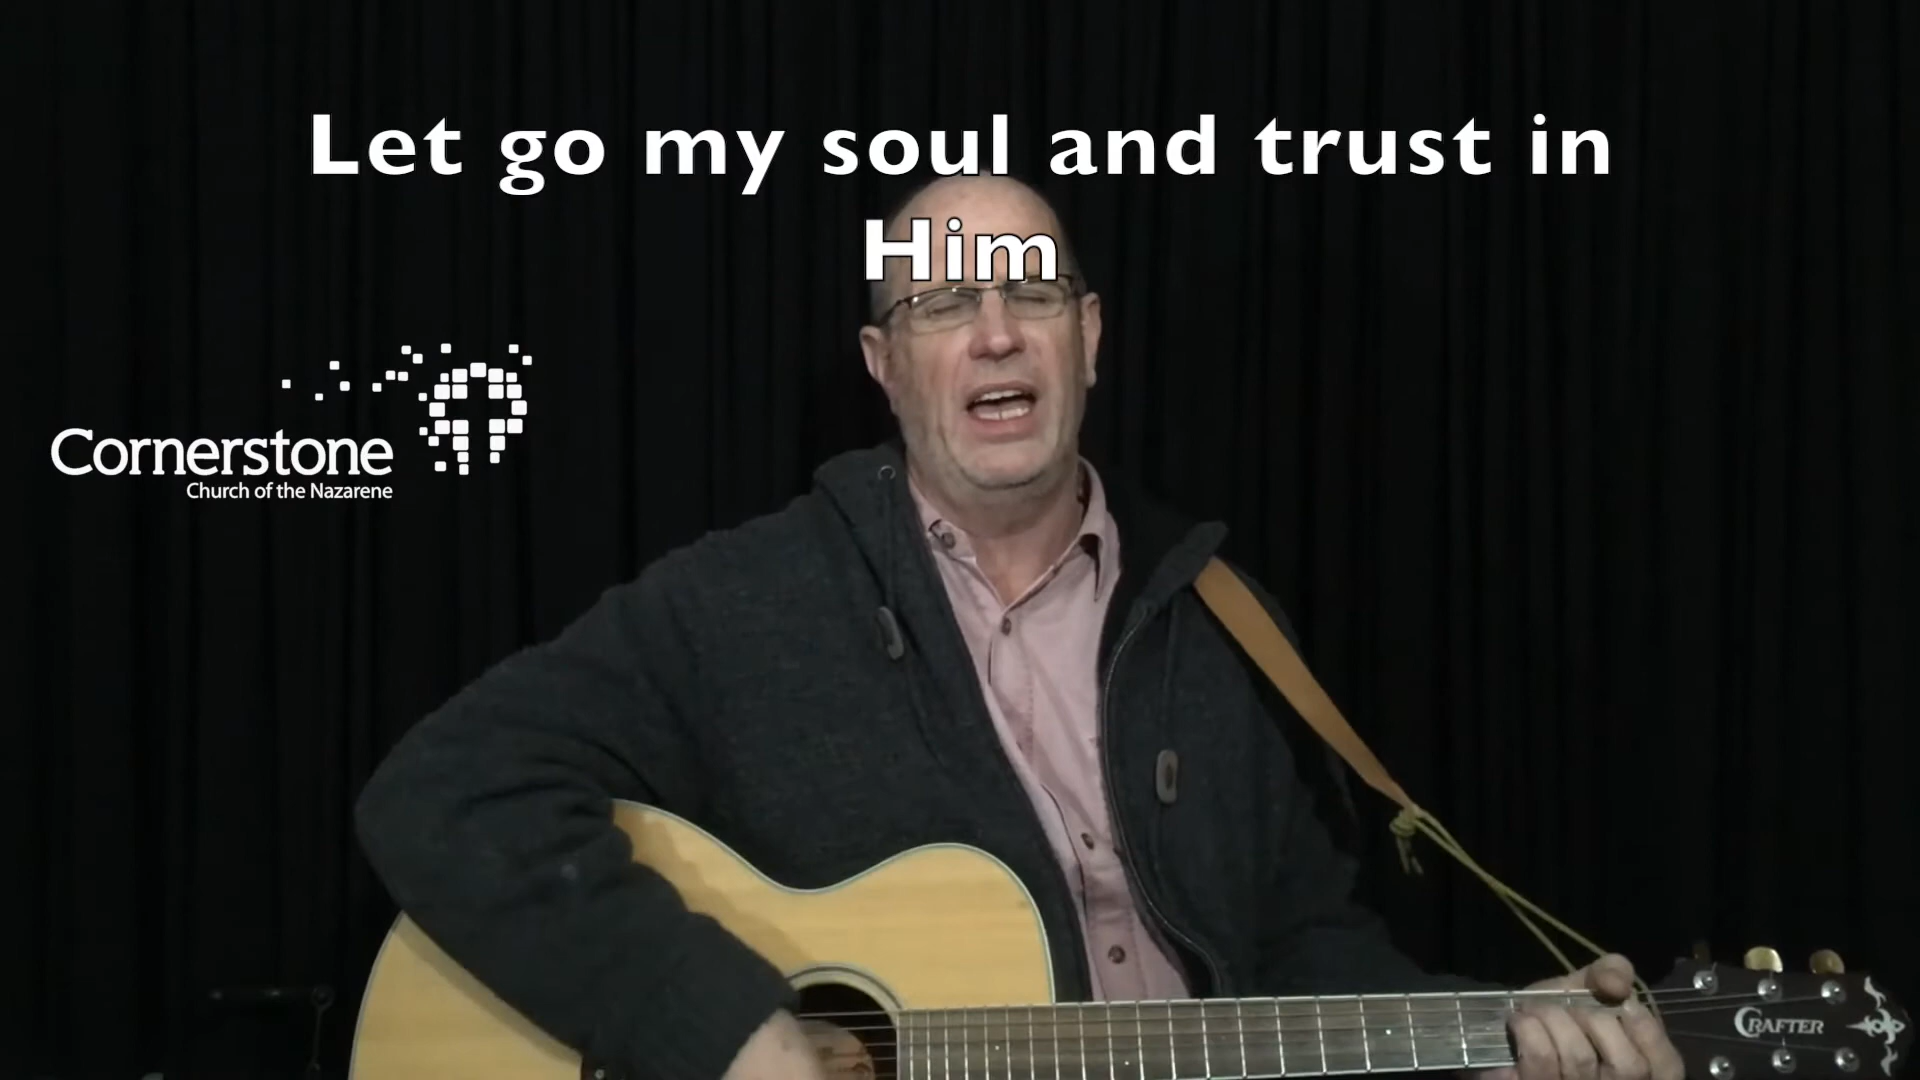 Let go my soul and trust in
Him
Cornerstone
Church of the Nazarene
CRAFTER